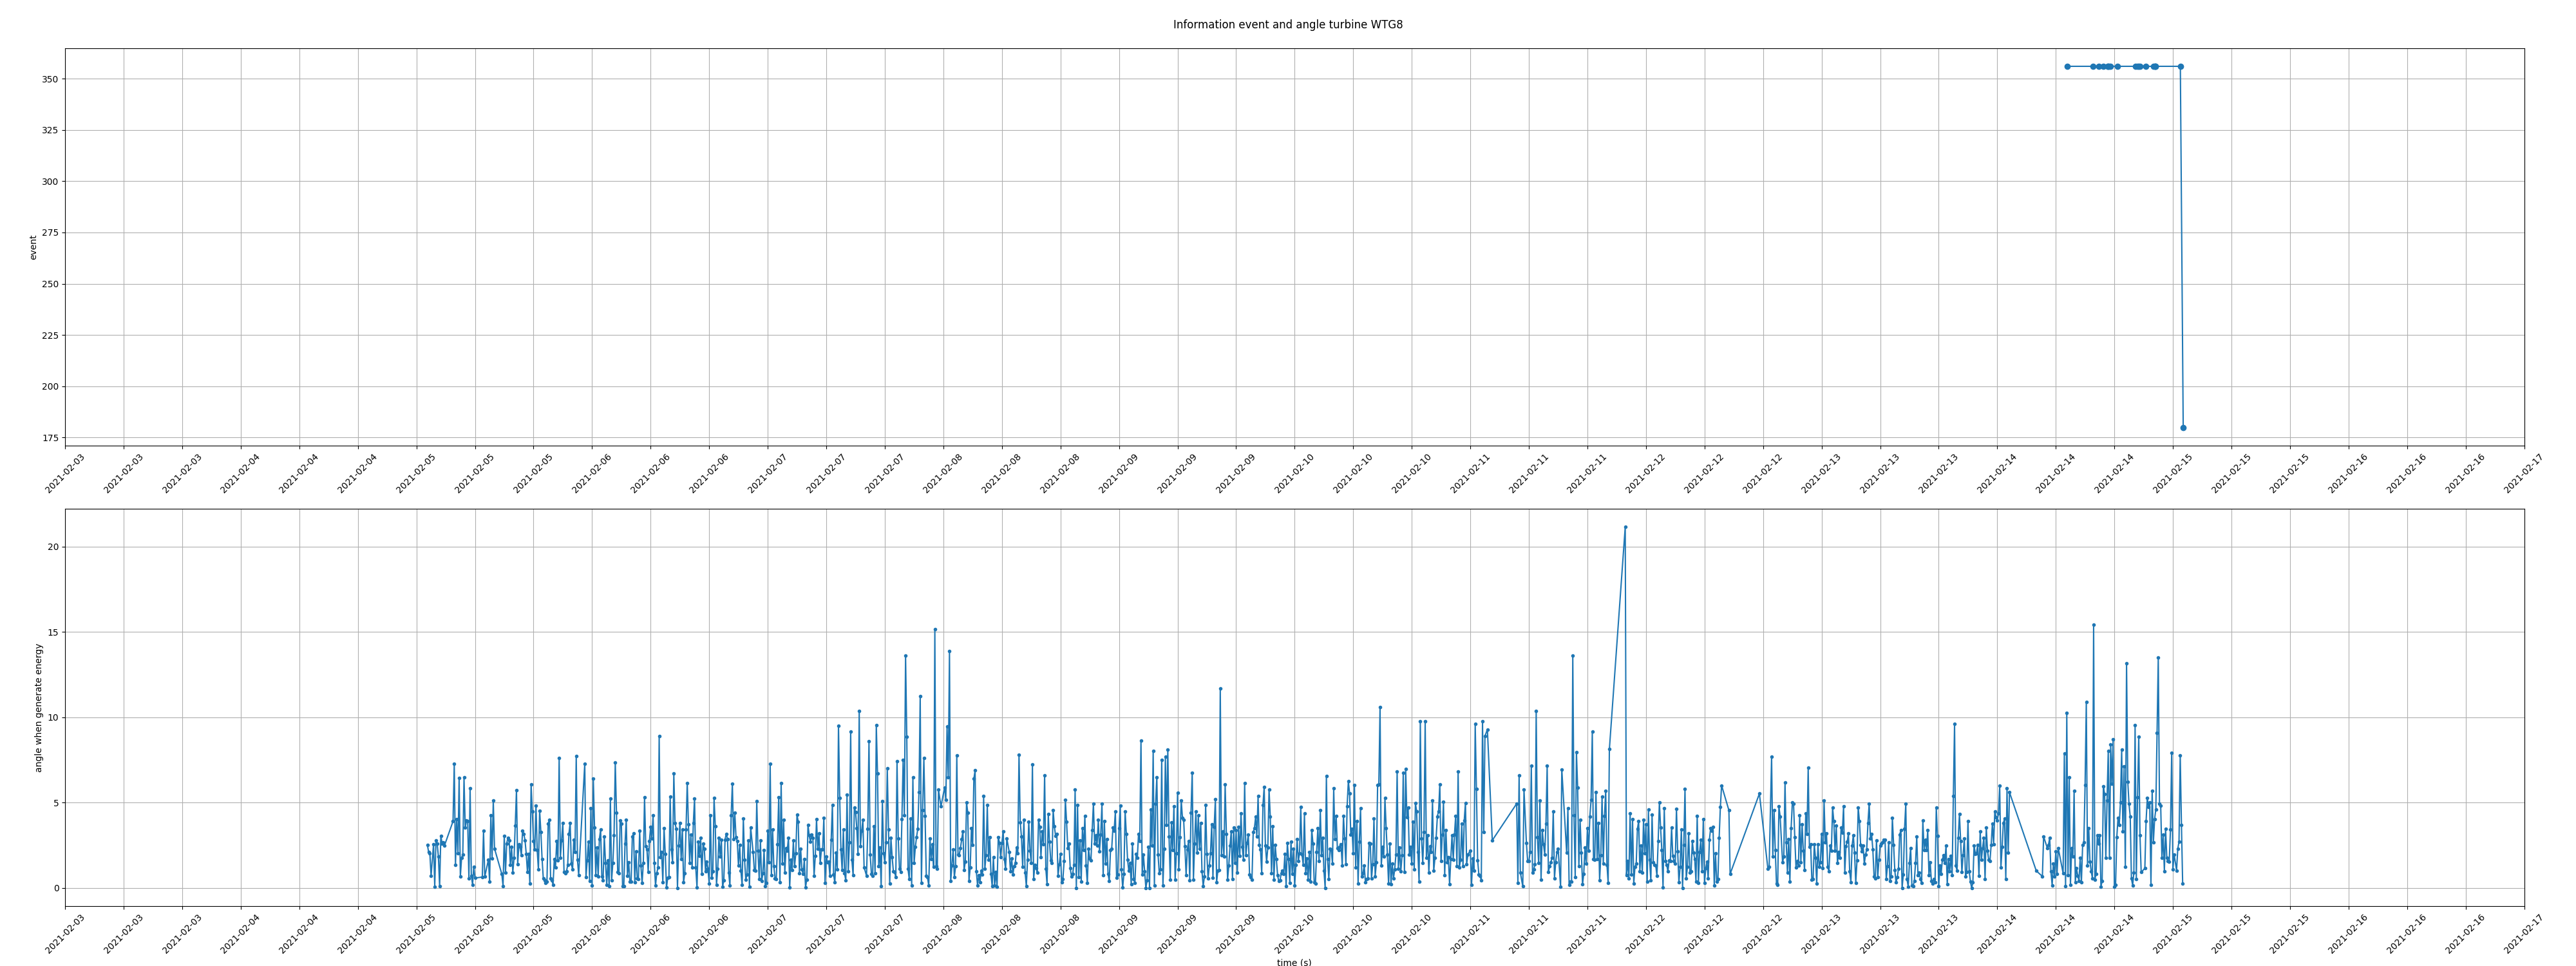 Information event and angle turbine WTG8
350
325
300
275
250
225
200
175
event
2021-02-03 2021-02-03 2021-02-03 2021-02-04 2021-02-04 2021-02-04 2021-02-05 2021-02-05 2021-02-05 2021-02-06 2021-02-06 2021-02-06 2021-02-07 2021-02-07 2021-02-07 2021-02-08 2021-02-08 2021-02-08 2021-02-09 2021-02-09 2021-02-09 2021-02-10 2021-02-10 2021-02-10 2021-02-11 2021-02-11 2021-02-11 2021-02-12 2021-02-12 2021-02-12 2021-02-13 2021-02-13 2021-02-13 2021-02-14 2021-02-14 2021-02-14 2021-02-15 2021-02-15 2021-02-15 2021-02-16 2021-02-16 2021-02-16 2021-02-17
20
15
10
5
0
angle when generate energy
2021-02-03 2021-02-03 2021-02-03 2021-02-04 2021-02-04 2021-02-04 2021-02-05 2021-02-05 2021-02-05 2021-02-06 2021-02-06 2021-02-06 2021-02-07 2021-02-07 2021-02-07 2021-02-08 2021-02-08 2021-02-08 2021-02-09 2021-02-09 2021-02-09 2021-02-10 2021-02-10 2021-02-10 2021-02-11 2021-02-11 2021-02-11 2021-02-12 2021-02-12 2021-02-12 2021-02-13 2021-02-13 2021-02-13 2021-02-14 2021-02-14 2021-02-14 2021-02-15 2021-02-15 2021-02-15 2021-02-16 2021-02-16 2021-02-16 2021-02-17
time (s)